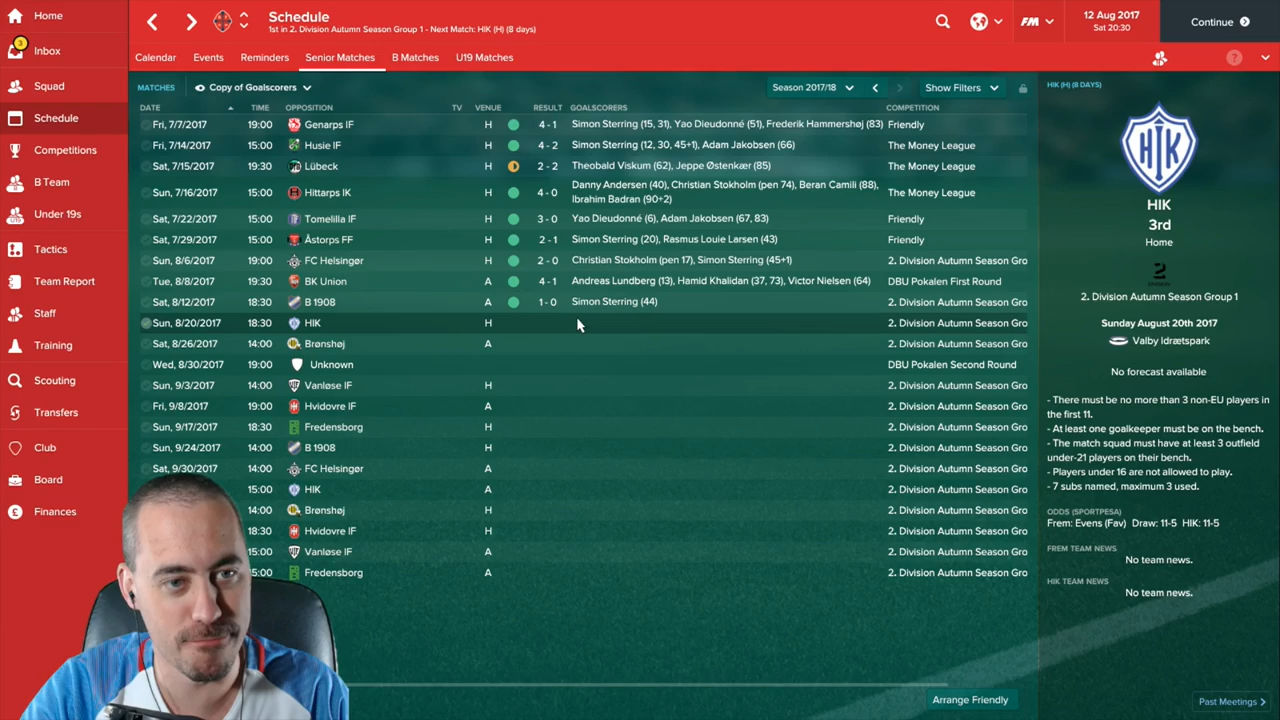 Home
Schedule
1st in 2. Division Autumn Season Group 1 - Next Match: HIK (H) (8 days)
FM
12 Aug 2017
Sat 20:30
Continue
3
Inbox
Calendar Events Reminders Senior Matches B Matches U19 Matches
?
Squad
MATCHES Copy of Goalscorers Season 2017/18 Show Filters
HIK (H) (8 DAYS)
DATE TIME OPPOSITION TV VENUE RESULT GOALSCORERS COMPETITION
Schedule
Fri, 7/7/2017 19:00 Genarps IF H 4 - 1 Simon Sterring (15, 31), Yao Dieudonné (51), Frederik Hammershøj (83) Friendly
Fri, 7/14/2017 15:00 Husie IF H 4 - 2 Simon Sterring (12, 30, 45+1), Adam Jakobsen (66) The Money League
Competitions
Sat, 7/15/2017 19:30 Lübeck H 2 - 2 Theobald Viskum (62), Jeppe Østenkær (85) The Money League
B Team
Sun, 7/16/2017 15:00 Hittarps IK H 4 - 0 Danny Andersen (40), Christian Stokholm (pen 74), Beran Camili (88),
Ibrahim Badran (90+2) The Money League
Under 19s
Sat, 7/22/2017 15:00 Tomelilla IF H 3 - 0 Yao Dieudonné (6), Adam Jakobsen (67, 83) Friendly
Sat, 7/29/2017 15:00 Åstorps FF H 2 - 1 Simon Sterring (20), Rasmus Louie Larsen (43) Friendly
Tactics
Sun, 8/6/2017 19:00 FC Helsingør H 2 - 0 Christian Stokholm (pen 17), Simon Sterring (45+1) 2. Division Autumn Season Gro
Team Report
Tue, 8/8/2017 19:30 BK Union A 4 - 1 Andreas Lundberg (13), Hamid Khalidan (37, 73), Victor Nielsen (64) DBU Pokalen First Round
Sat, 8/12/2017 18:30 B 1908 A 1 - 0 Simon Sterring (44) 2. Division Autumn Season Gro
Staff
Sun, 8/20/2017 18:30 HIK H 2. Division Autumn Season Gro
Training
Sat, 8/26/2017 14:00 Brønshøj A 2. Division Autumn Season Gro
Wed, 8/30/2017 19:00 Unknown DBU Pokalen Second Round
Scouting
Sun, 9/3/2017 14:00 Vanløse IF H 2. Division Autumn Season Gro
Fri, 9/8/2017 19:00 Hvidovre IF A 2. Division Autumn Season Gro
Transfers
Sun, 9/17/2017 18:30 Fredensborg H 2. Division Autumn Season Gro
Club
Sun, 9/24/2017 14:00 B 1908 H 2. Division Autumn Season Gro
Sat, 9/30/2017 14:00 FC Helsingør A 2. Division Autumn Season Gro
Board
15:00 HIK A 2. Division Autumn Season Gro
Finances
14:00 Brønshøj H 2. Division Autumn Season Gro
18:30 Hvidovre IF H 2. Division Autumn Season Gro
15:00 Vanløse IF A 2. Division Autumn Season Gro
5:00 Fredensborg A 2. Division Autumn Season Gro
HIK
HIK
3rd
Home
2
2. Division Autumn Season Group 1
Sunday August 20th 2017
Valby Idrætspark
No forecast available
- There must be no more than 3 non-EU players in
the first 11.
- At least one goalkeeper must be on the bench.
- The match squad must have at least 3 outfield
under-21 players on their bench.
- Players under 16 are not allowed to play.
- 7 subs named, maximum 3 used.
ODDS (SPORTPESA)
Frem: Evens (Fav) Draw: 11-5 HIK: 11-5
FREM TEAM NEWS
No team news.
HIK TEAM NEWS
No team news.
Arrange Friendly
Past Meetings